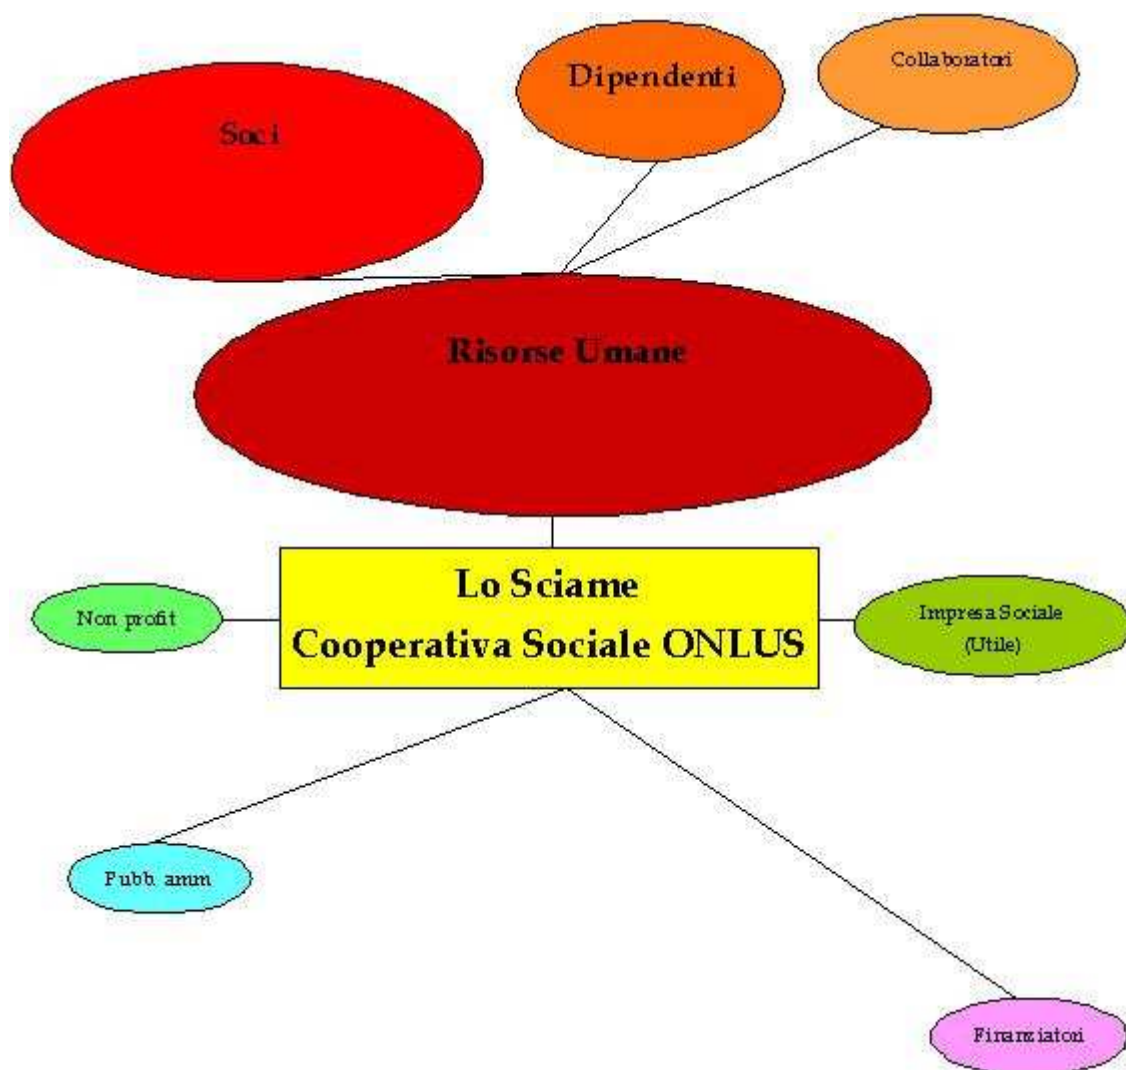 Soci
Dipendenti
Collaboratori
Risorse Umane
Lo Sciame
Cooperativa Sociale ONLUS
Non profit
Impresa Sociale
(Utile)
Pubb. amm
Finanziatori